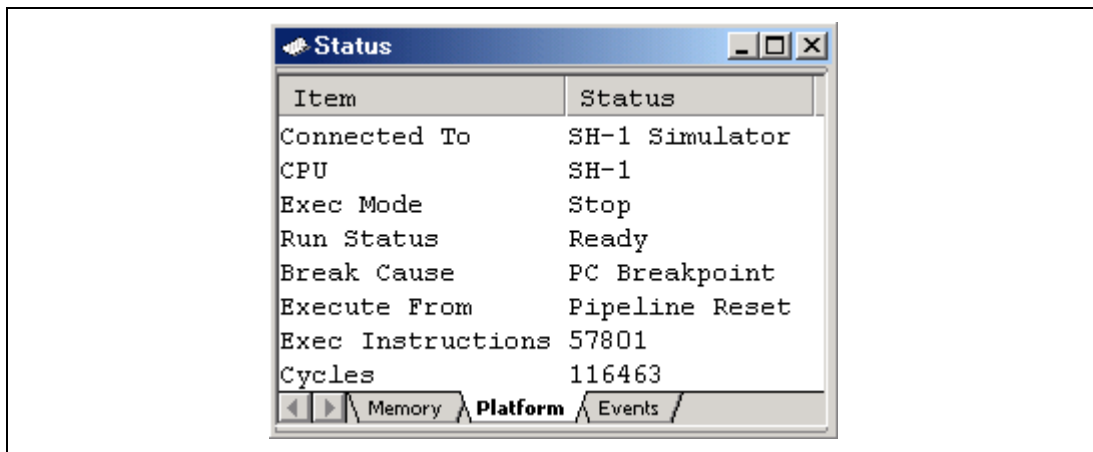 Status
Item Status
Connected To SH-1 Simulator
CPU SH-1
Exec Mode Stop
Run Status Ready
Break Cause PC Breakpoint
Execute From Pipeline Reset
Exec Instructions 57801
Cycles 116463
Memory Platform Events